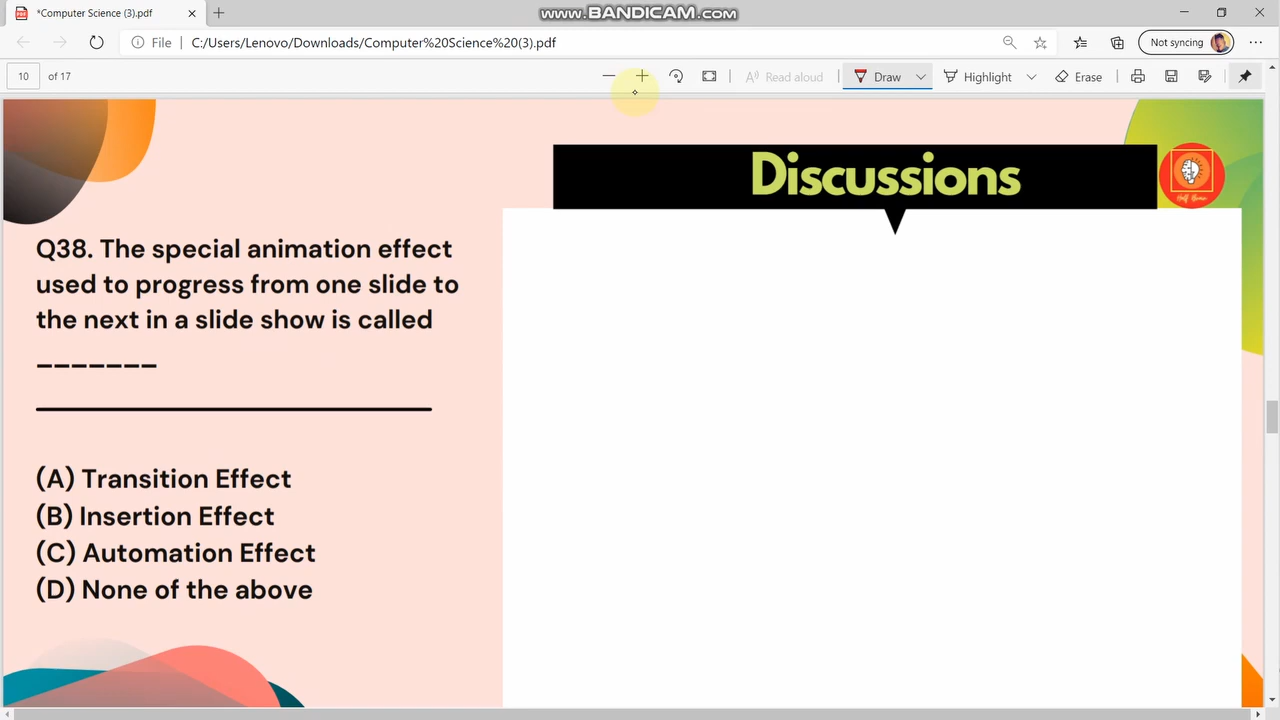 *Computer Science (3).pdf
www.BANDICAM.com
File
C:/Users/Lenovo/Downloads/Computer%20Science%20(3).pdf
Not syncing
10 of 17
Read aloud
Draw
Highlight
Erase
Discussions
Q38. The special animation effect
used to progress from one slide to
the next in a slide show is called
_______
(A) Transition Effect
(B) Insertion Effect
(C) Automation Effect
(D) None of the above